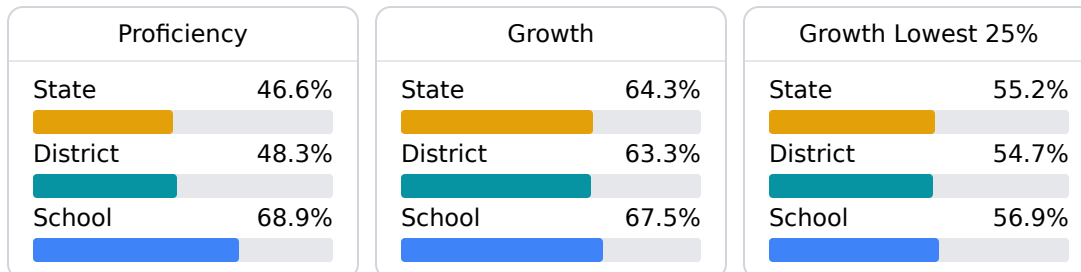 Proficiency
State 46.6%
District 48.3%
School 68.9%
Growth
State 64.3%
District 63.3%
School 67.5%
Growth Lowest 25%
State 55.2%
District 54.7%
School 56.9%